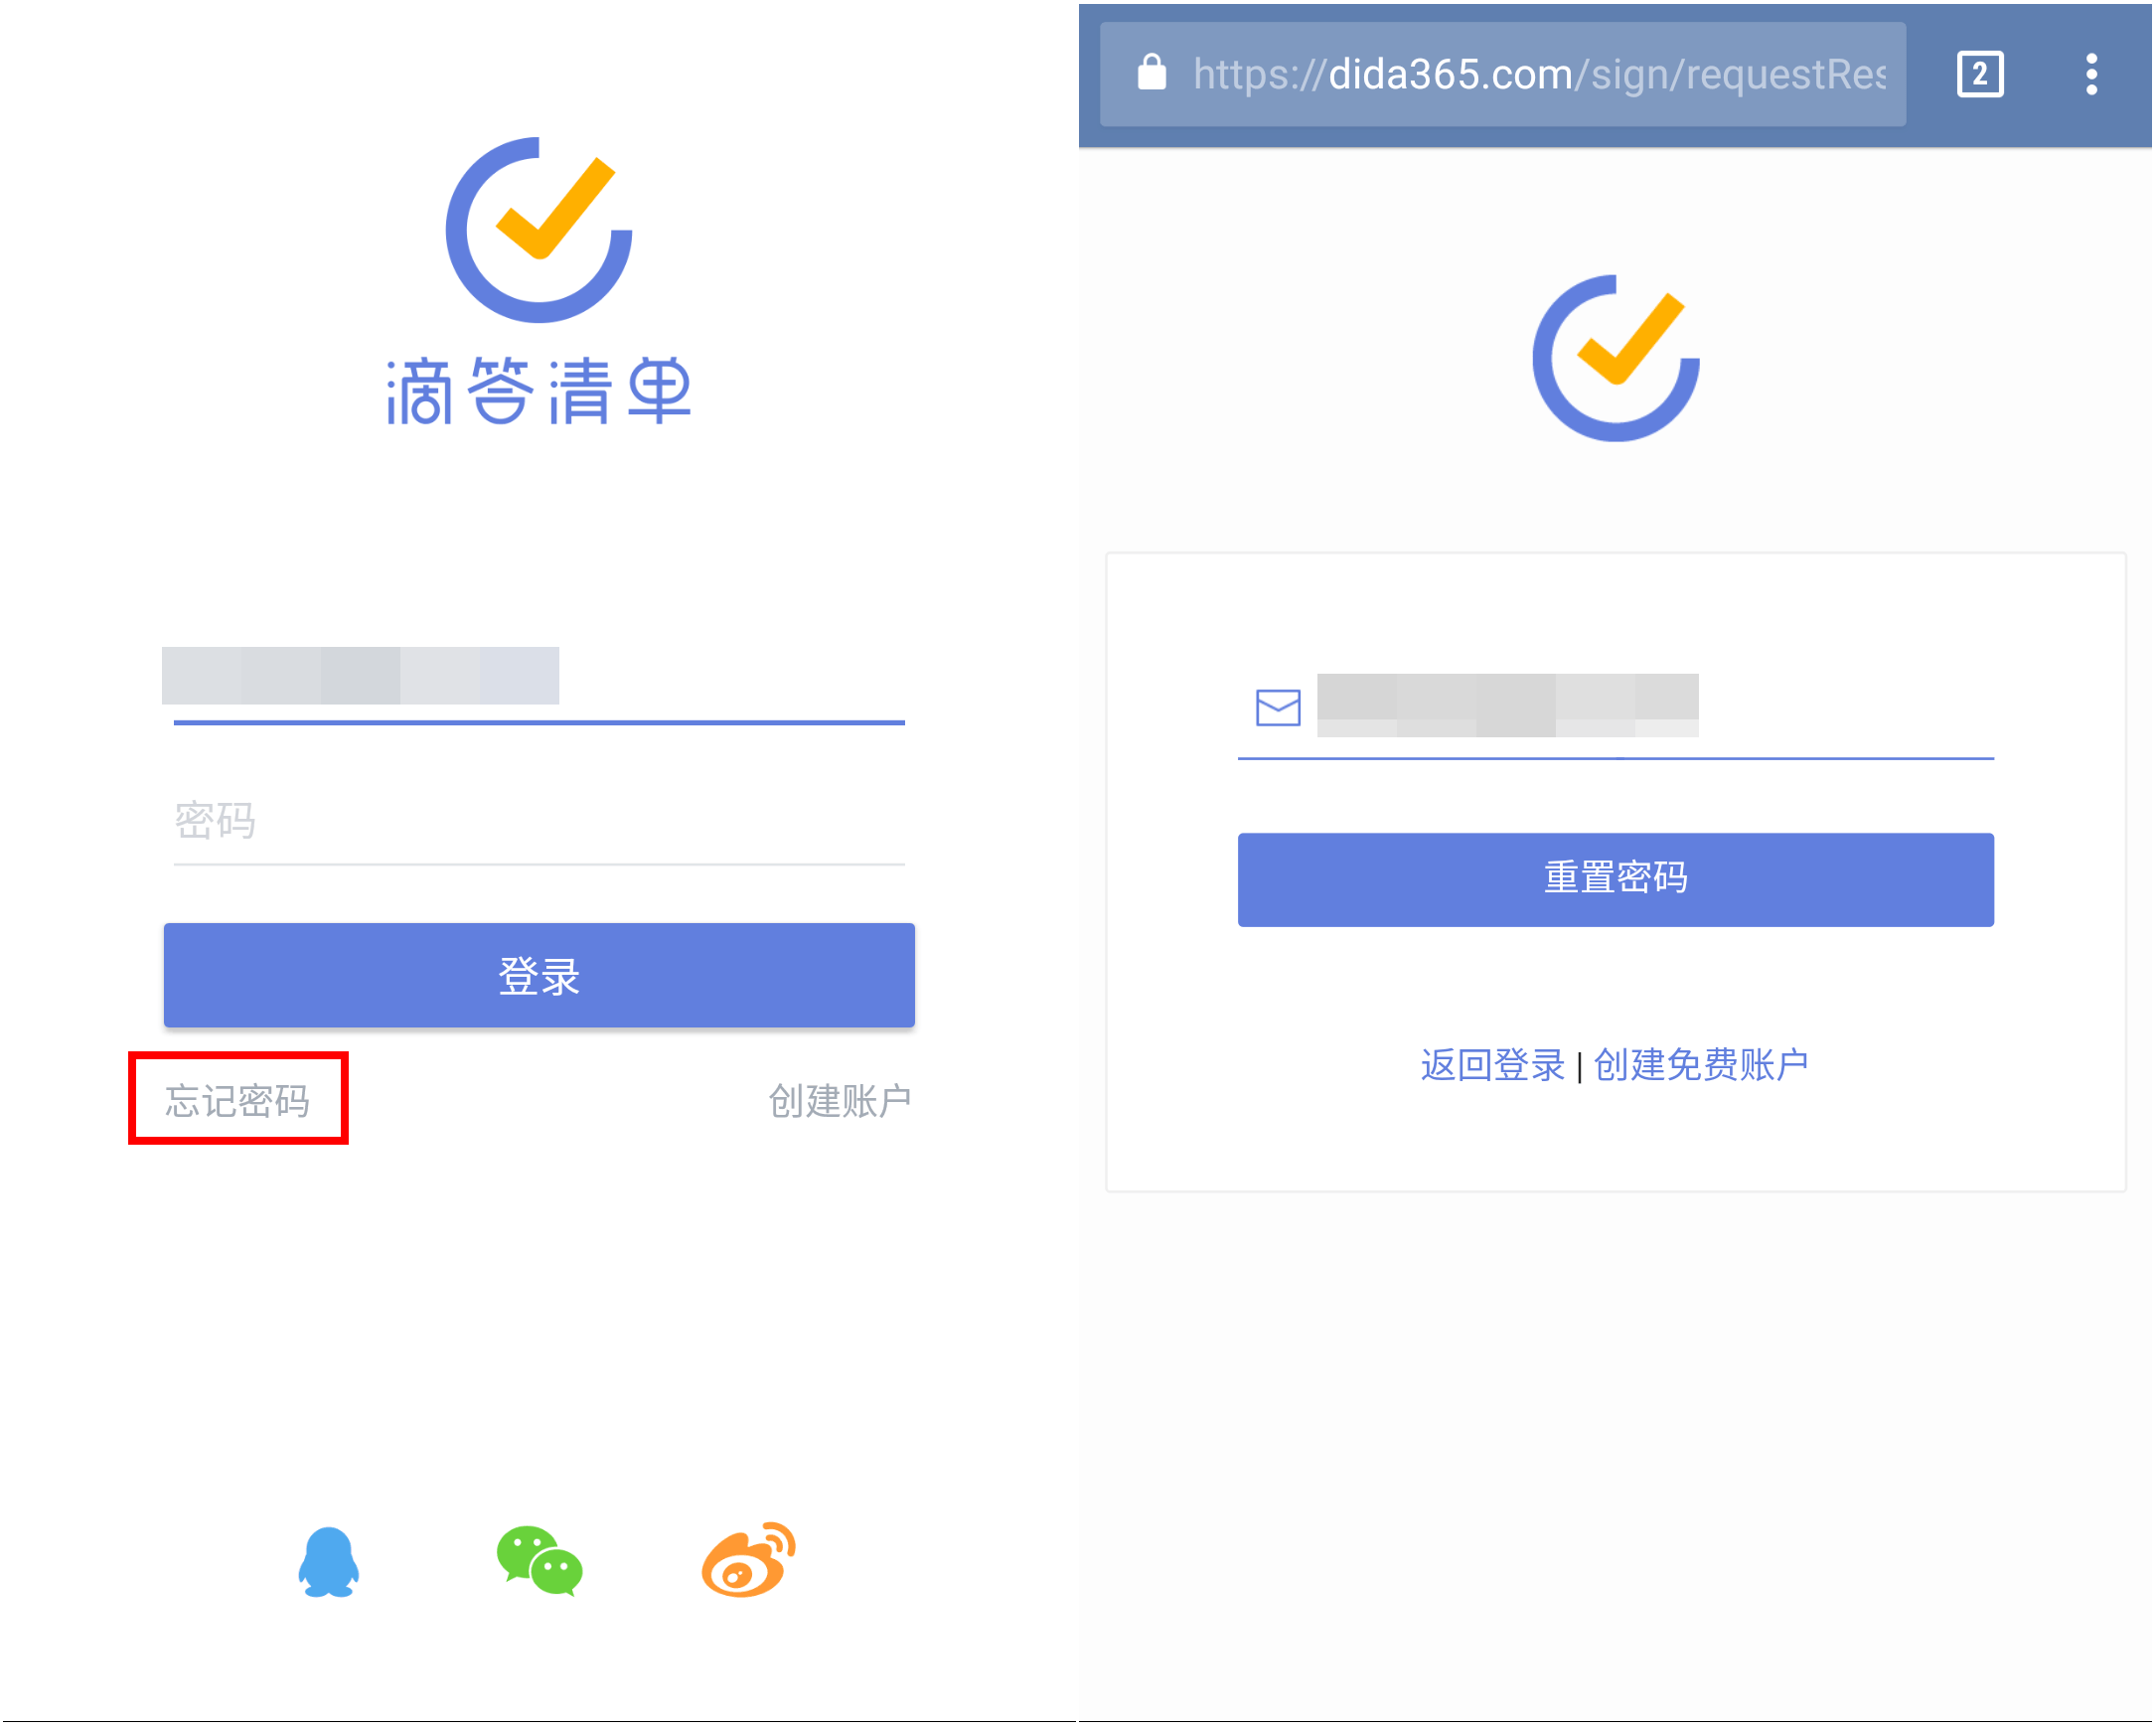 滴答清单
密码
登录
忘记密码
创建账户
https://dida365.com/sign/requestRes
2
重置密码
返回登录 | 创建免费账户